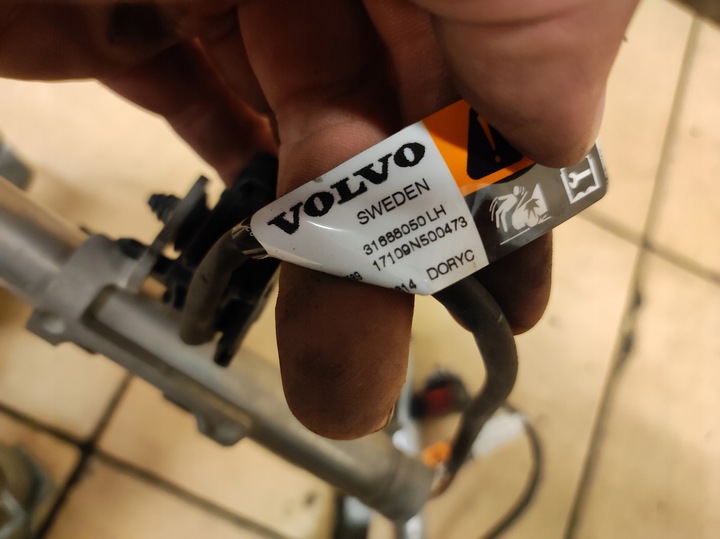 VOLVO
SWEDEN
31688050 LH
17109N500473
DORYC